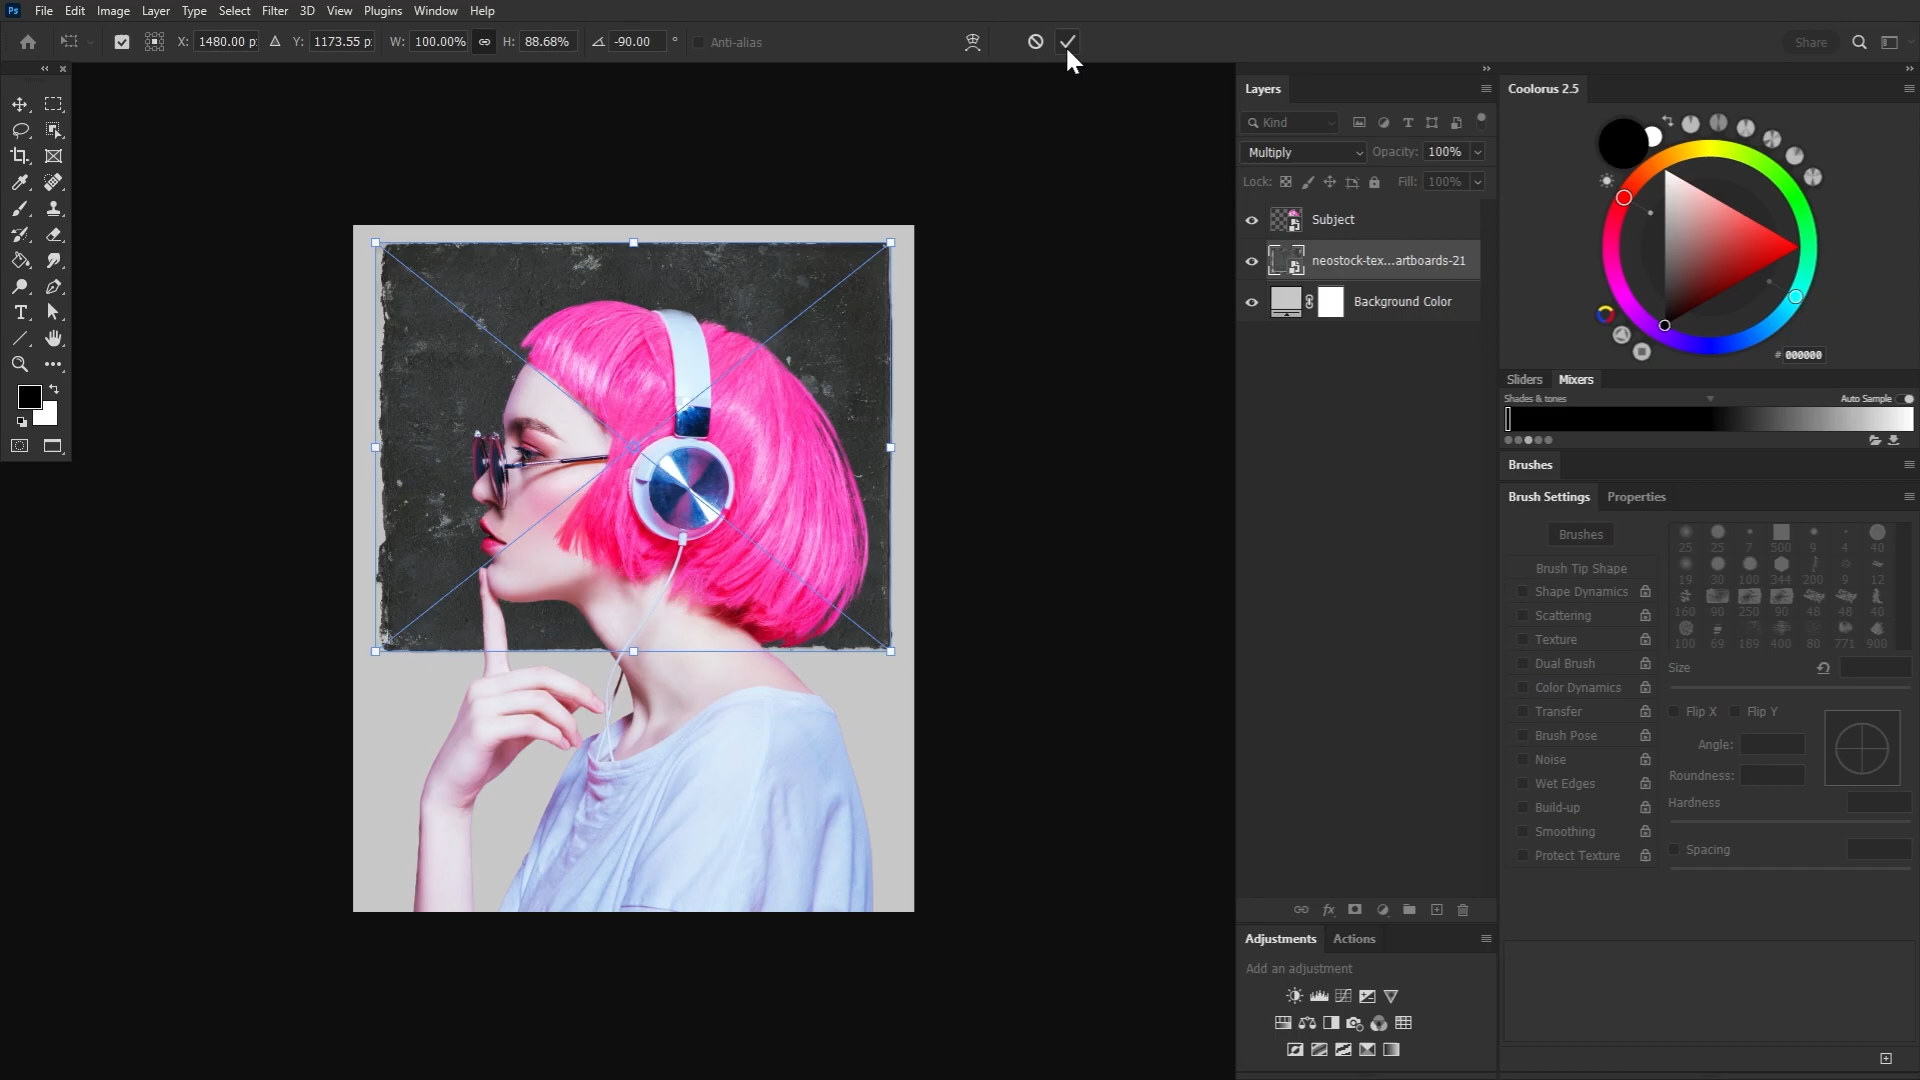 Ps File Edit Image Layer Type Select Filter 3D View Plugins Window Help
X: 1480.00 p Y: 1173.55 p W: 100.00% H: 88.68% -90.00 ° Anti-alias Share
Layers
Kind
Multiply Opacity: 100%
Lock: Fill: 100%
Subject
neostock-tex...artboards-21
Background Color
Adjustments Actions
Add an adjustment
Coolorus 2.5
# 000000
Sliders Mixers
Shades & tones Auto Sample
Brushes
Brush Settings Properties
Brushes
25 25 7 500 9 4 40
Brush Tip Shape
19 30 100 344 200 9 12
Shape Dynamics
160 90 250 90 48 48 40
Scattering
Texture
100 69 189 400 80 771 900
Dual Brush
Size
Color Dynamics
Transfer
Flip X Flip Y
Brush Pose
Angle:
Noise
Roundness:
Wet Edges
Hardness
Build-up
Smoothing
Spacing
Protect Texture